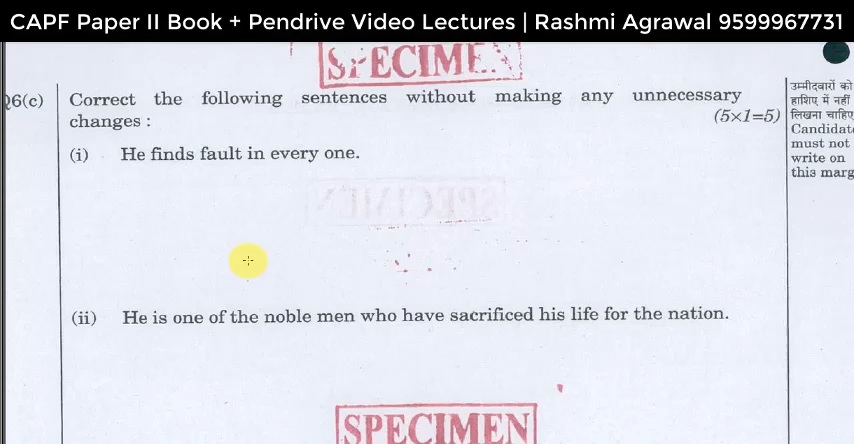 CAPF Paper II Book + Pendrive Video Lectures | Rashmi Agrawal 9599967731
SPECIMEN
26(c) Correct the following sentences without making any unnecessary
changes : (5×1=5)
(i) He finds fault in every one.
(ii) He is one of the noble men who have sacrificed his life for the nation.
SPECIMEN
उम्मीदवारों को
हाशिए में नहीं
लिखना चाहिए
Candidat
must not
write on
this marg